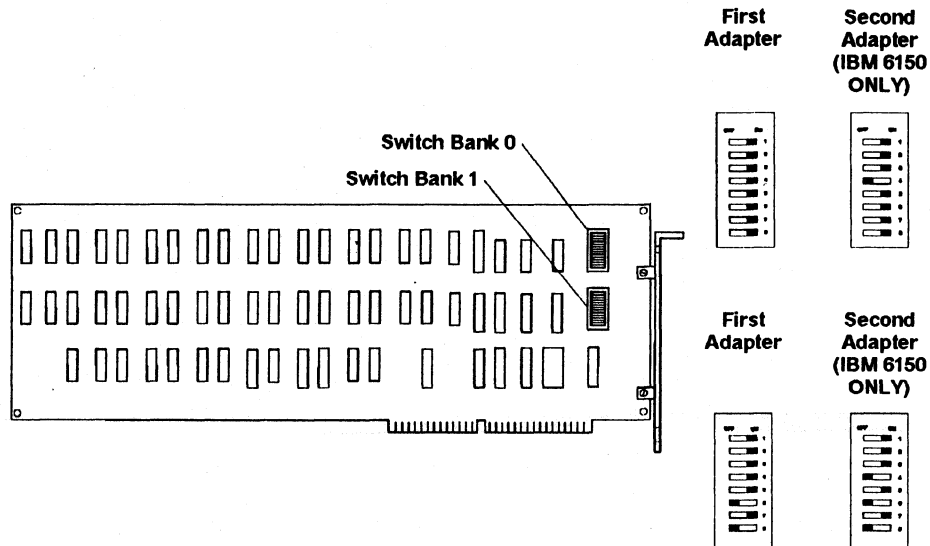 First
Adapter
Second
Adapter
(IBM 6150
ONLY)
Switch Bank 0
Switch Bank 1
First
Adapter
Second
Adapter
(IBM 6150
ONLY)